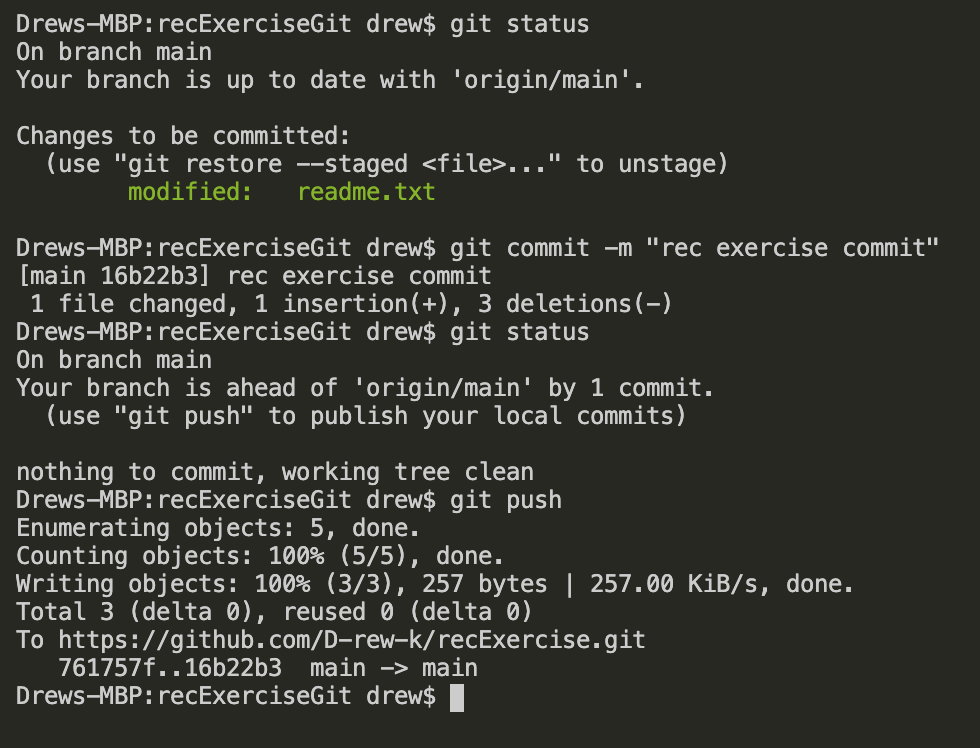 Drews-MBP:recExerciseGit drew$ git status
On branch main
Your branch is up to date with 'origin/main'.
Changes to be committed:
  (use "git restore --staged <file>..." to unstage)
        modified:   readme.txt
Drews-MBP:recExerciseGit drew$ git commit -m "rec exercise commit"
[main 16b22b3] rec exercise commit
 1 file changed, 1 insertion(+), 3 deletions(-)
Drews-MBP:recExerciseGit drew$ git status
On branch main
Your branch is ahead of 'origin/main' by 1 commit.
  (use "git push" to publish your local commits)
nothing to commit, working tree clean
Drews-MBP:recExerciseGit drew$ git push
Enumerating objects: 5, done.
Counting objects: 100% (5/5), done.
Writing objects: 100% (3/3), 257 bytes | 257.00 KiB/s, done.
Total 3 (delta 0), reused 0 (delta 0)
To https://github.com/D-rew-k/recExercise.git
   761757f..16b22b3  main -> main
Drews-MBP:recExerciseGit drew$